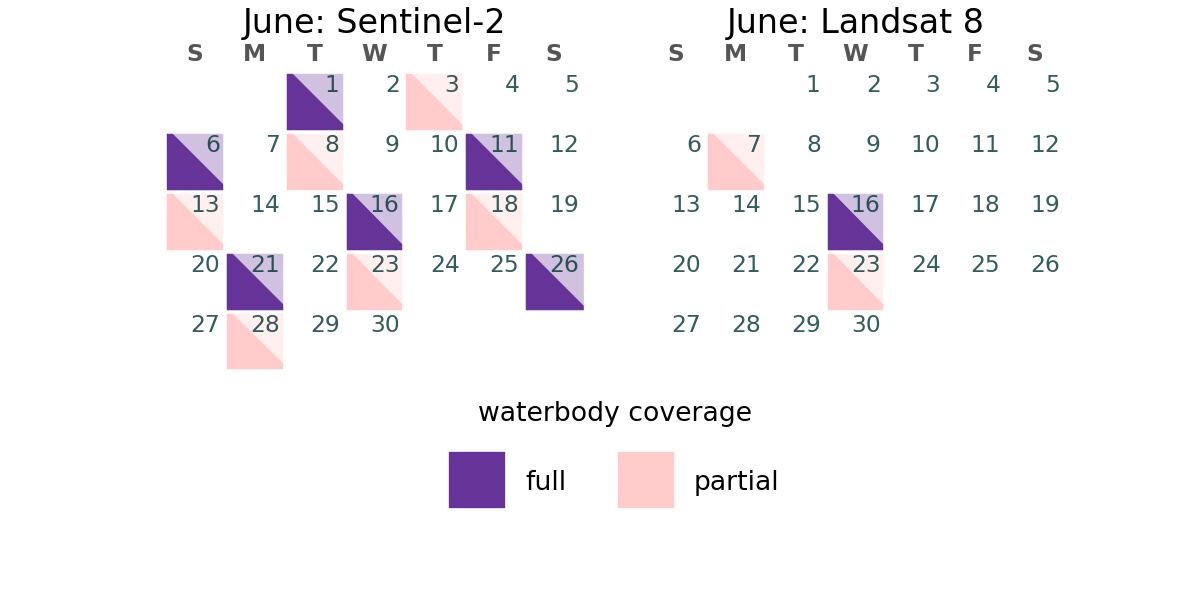 June: Sentinel-2
S M T W T F S
1 2 3 4 5
6 7 8 9 10 11 12
13 14 15 16 17 18 19
20 21 22 23 24 25 26
27 28 29 30
June: Landsat 8
S M T W T F S
1 2 3 4 5
6 7 8 9 10 11 12
13 14 15 16 17 18 19
20 21 22 23 24 25 26
27 28 29 30
waterbody coverage
full partial